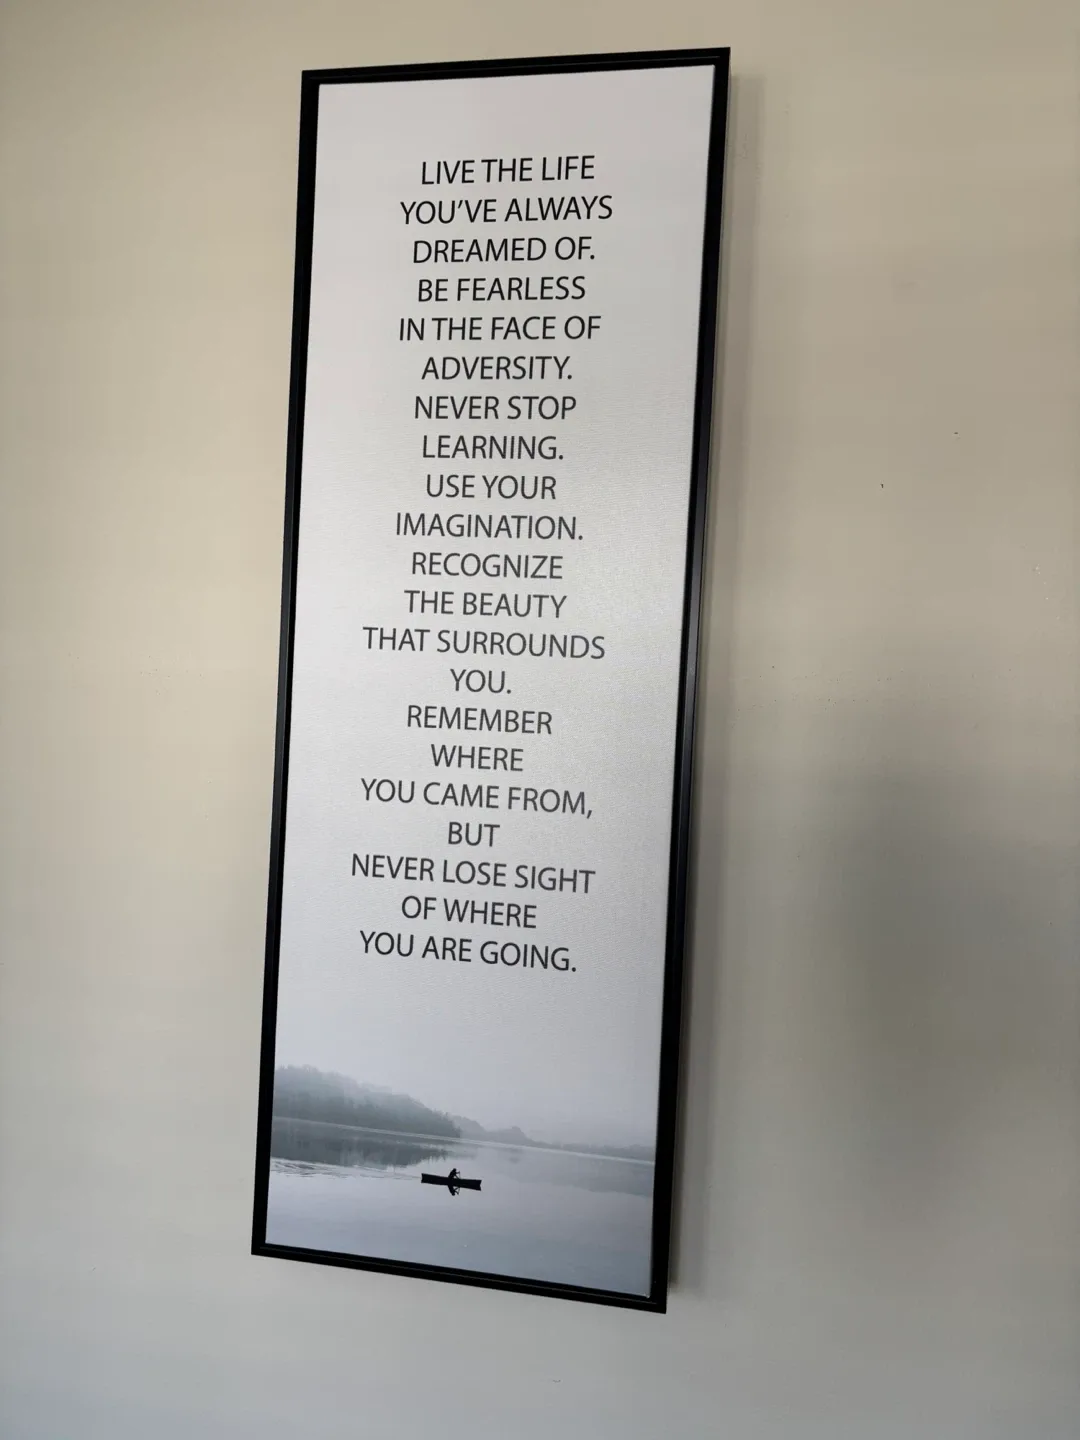 LIVE THE LIFE
YOU'VE ALWAYS
DREAMED OF.
BE FEARLESS
IN THE FACE OF
ADVERSITY.
NEVER STOP
LEARNING.
USE YOUR
IMAGINATION.
RECOGNIZE
THE BEAUTY
THAT SURROUNDS
YOU.
REMEMBER
WHERE
YOU CAME FROM,
BUT
NEVER LOSE SIGHT
OF WHERE
YOU ARE GOING.